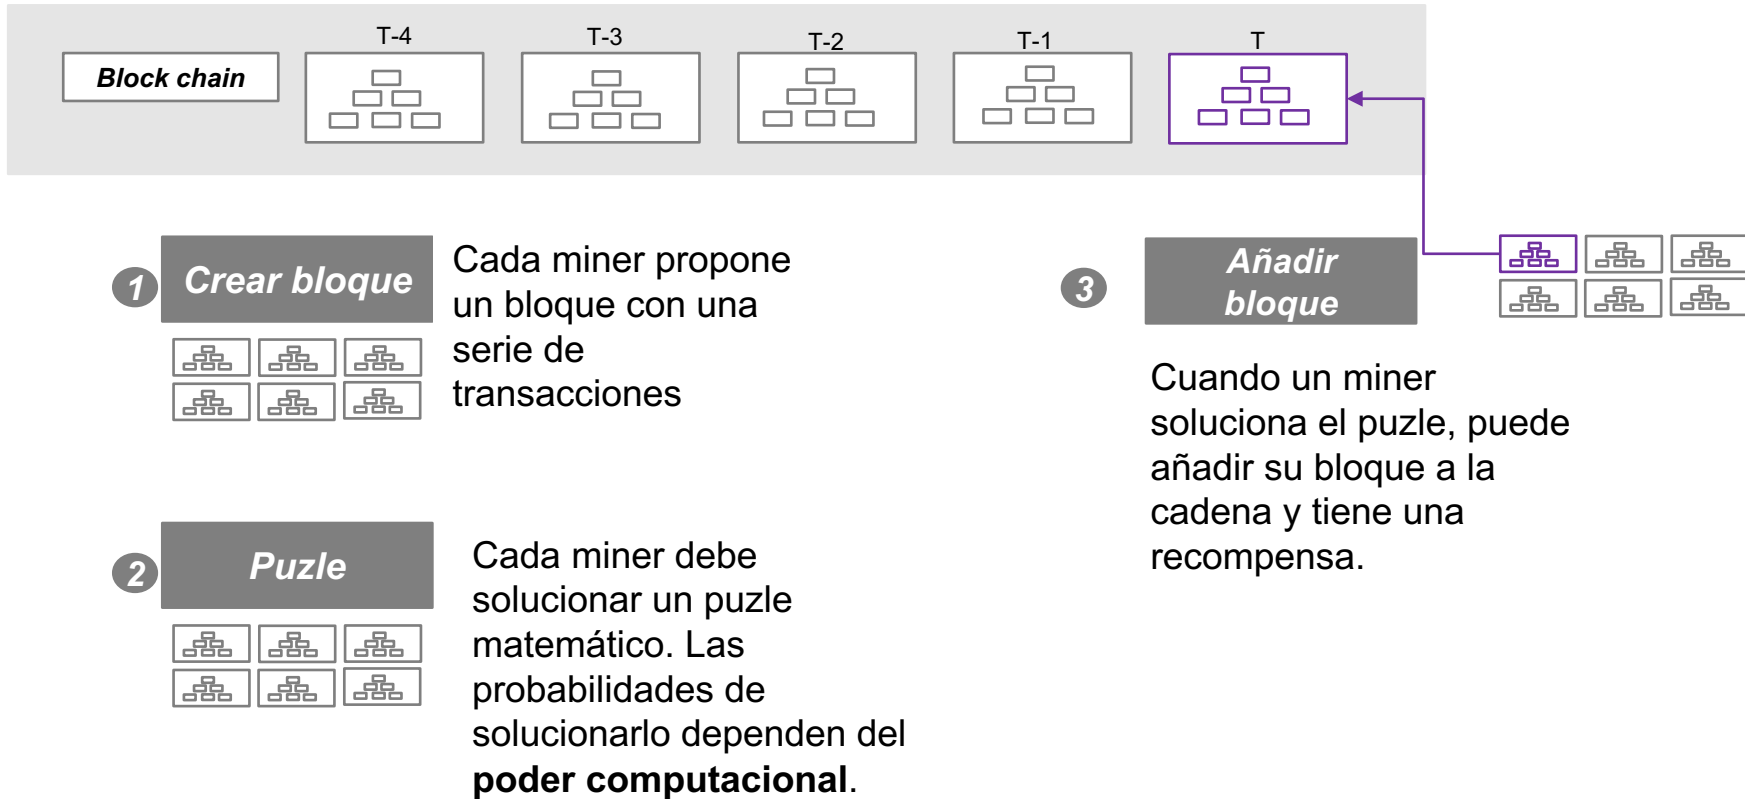 T-4
T-3
T-2
T-1
T
Block chain
1
Crear bloque
Cada miner propone
un bloque con una
serie de
transacciones
2
Puzle
Cada miner debe
solucionar un puzle
matemático. Las
probabilidades de
solucionarlo dependen del
poder computacional.
3
Añadir
bloque
Cuando un miner
soluciona el puzle, puede
añadir su bloque a la
cadena y tiene una
recompensa.